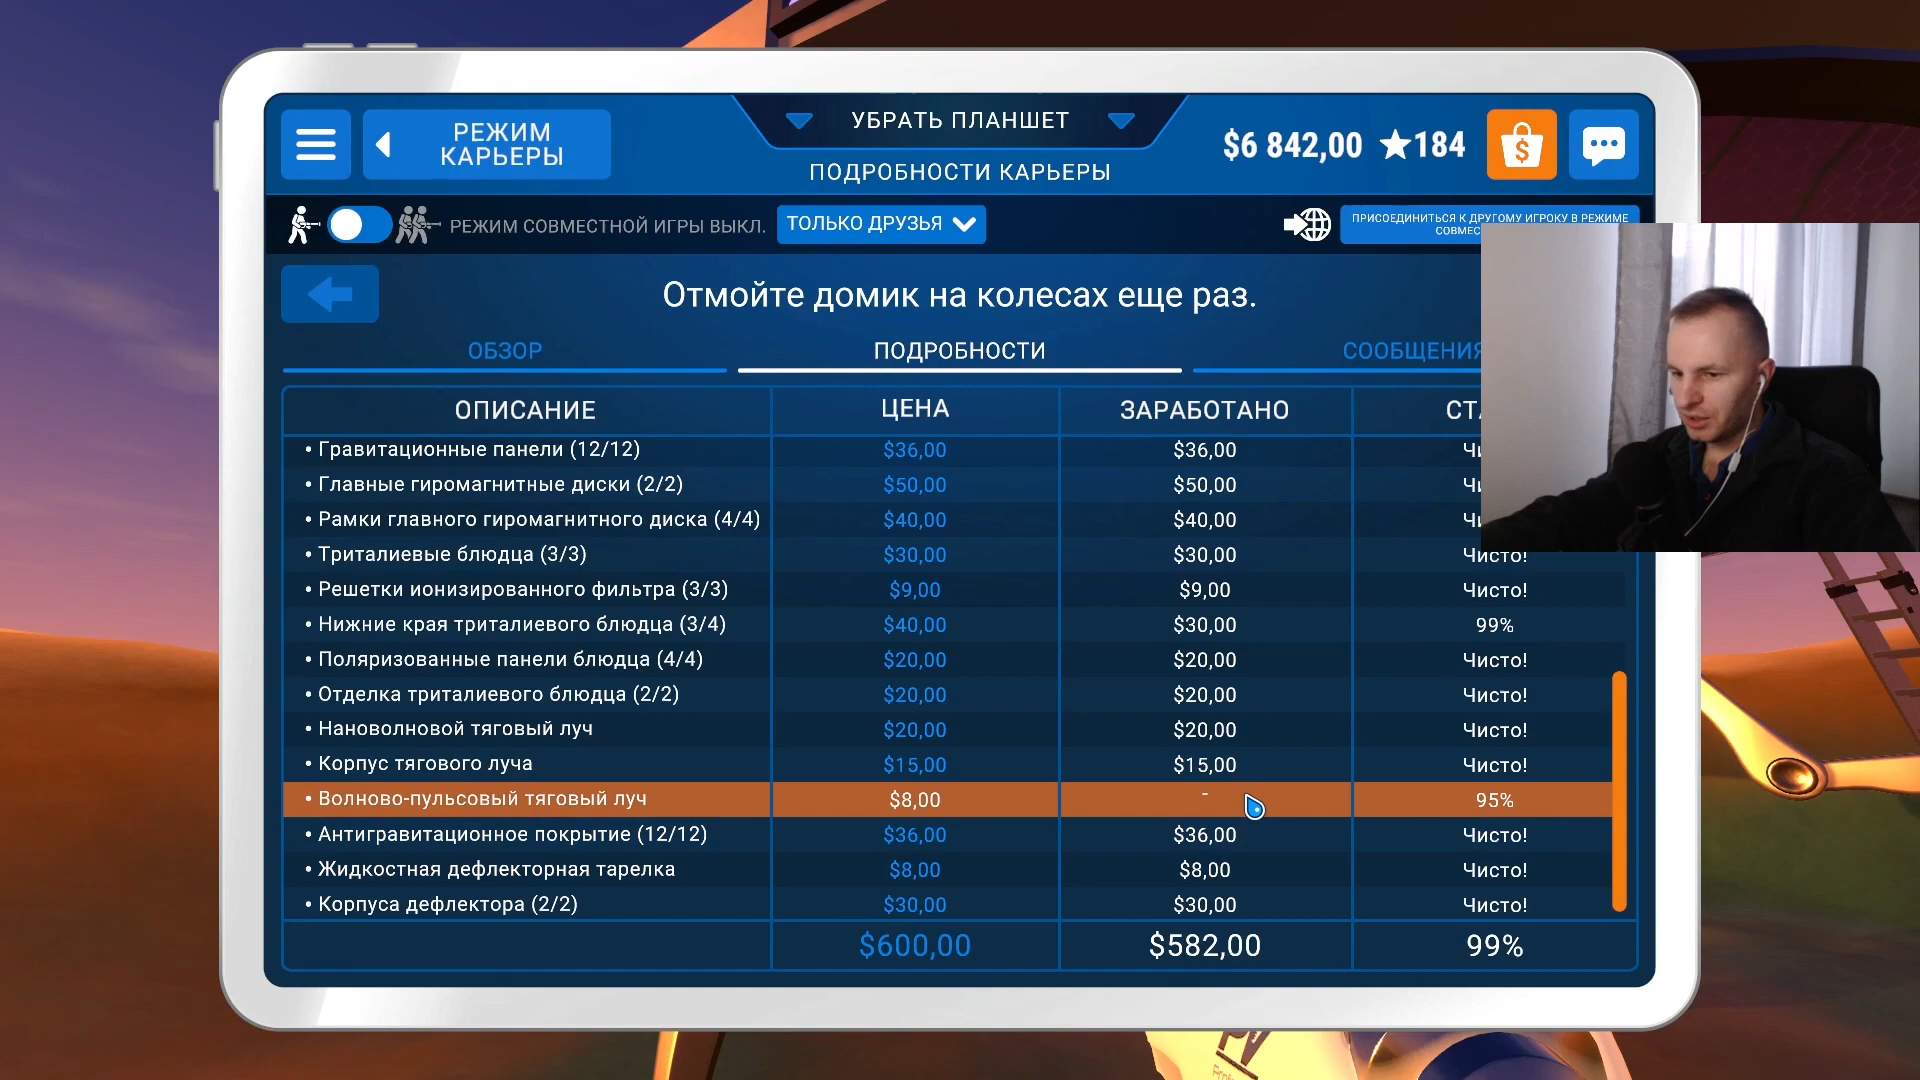 УБРАТЬ ПЛАНШЕТ
РЕЖИМ КАРЬЕРЫ
$6 842,00 ★184
ПОДРОБНОСТИ КАРЬЕРЫ
РЕЖИМ СОВМЕСТНОЙ ИГРЫ ВЫКЛ. ТОЛЬКО ДРУЗЬЯ
ПРИСОЕДИНИТЬСЯ К ДРУГОМУ ИГРОКУ В РЕЖИМЕ
СОВМЕС
Отмойте домик на колесах еще раз.
ОБЗОР ПОДРОБНОСТИ СООБЩЕНИЯ
ОПИСАНИЕ ЦЕНА ЗАРАБОТАНО СТА
• Гравитационные панели (12/12) $36,00 $36,00 Чи
• Главные гиромагнитные диски (2/2) $50,00 $50,00 Чи
• Рамки главного гиромагнитного диска (4/4) $40,00 $40,00 Чи
• Триталиевые блюдца (3/3) $30,00 $30,00 Чисто!
• Решетки ионизированного фильтра (3/3) $9,00 $9,00 Чисто!
• Нижние края триталиевого блюдца (3/4) $40,00 $30,00 99%
• Поляризованные панели блюдца (4/4) $20,00 $20,00 Чисто!
• Отделка триталиевого блюдца (2/2) $20,00 $20,00 Чисто!
• Нановолновой тяговый луч $20,00 $20,00 Чисто!
• Корпус тягового луча $15,00 $15,00 Чисто!
• Волново-пульсовый тяговый луч $8,00 - 95%
• Антигравитационное покрытие (12/12) $36,00 $36,00 Чисто!
• Жидкостная дефлекторная тарелка $8,00 $8,00 Чисто!
• Корпуса дефлектора (2/2) $30,00 $30,00 Чисто!
$600,00 $582,00 99%